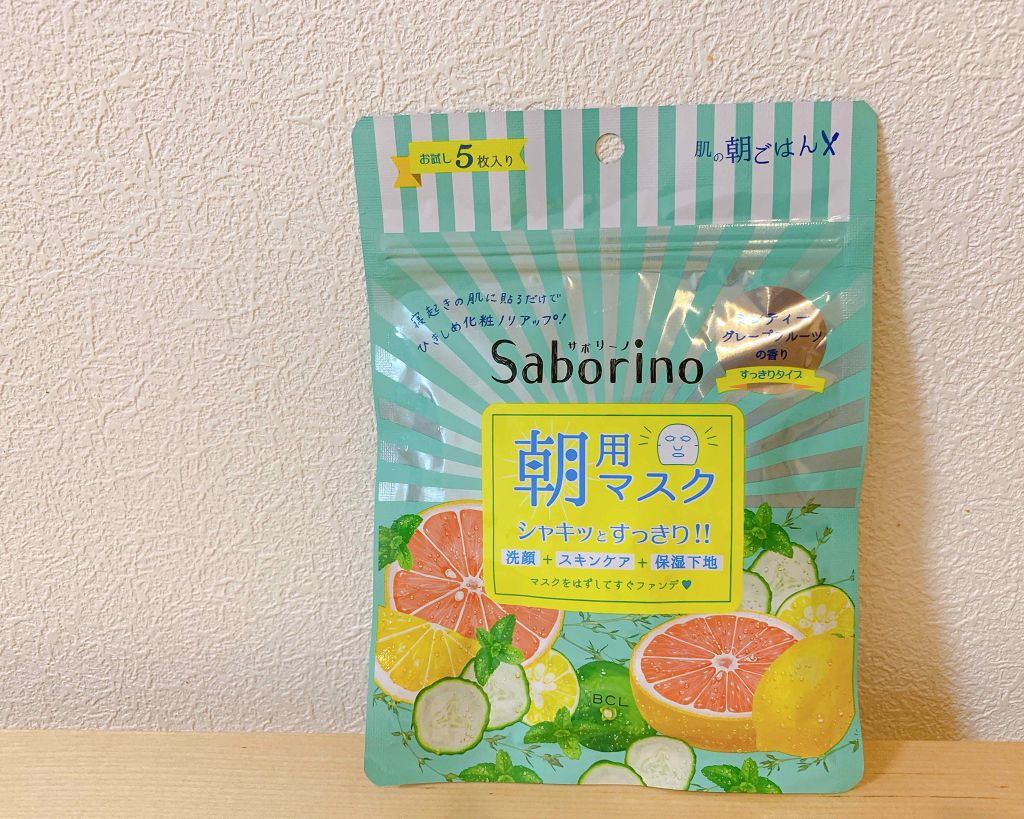 お試し5枚入り
肌の朝ごはん
寝起きの肌に貼るだけで
ひきしめ化粧ノリアップ!
サボリーノ
Saborino
ミンティー
グレープフルーツ
の香り
すっきりタイプ
朝用マスク
シャキッとすっきり!!
洗顔+スキンケア+保湿下地
マスクをはずしてすぐファンデ♥
BCL